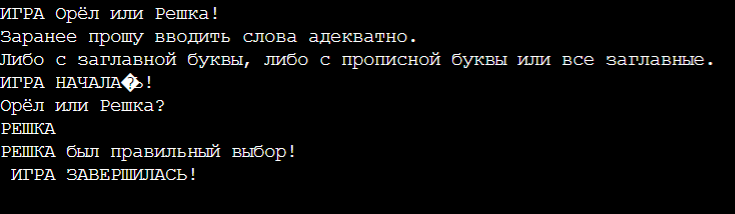 ИГРА Орёл или Решка!
Заранее прошу вводить слова адекватно.
Либо с заглавной буквы, либо с прописной буквы или все заглавные.
ИГРА НАЧАЛА�ь!
Орёл или Решка?
РЕШКА
РЕШКА был правильный выбор!
ИГРА ЗАВЕРШИЛАСЬ!